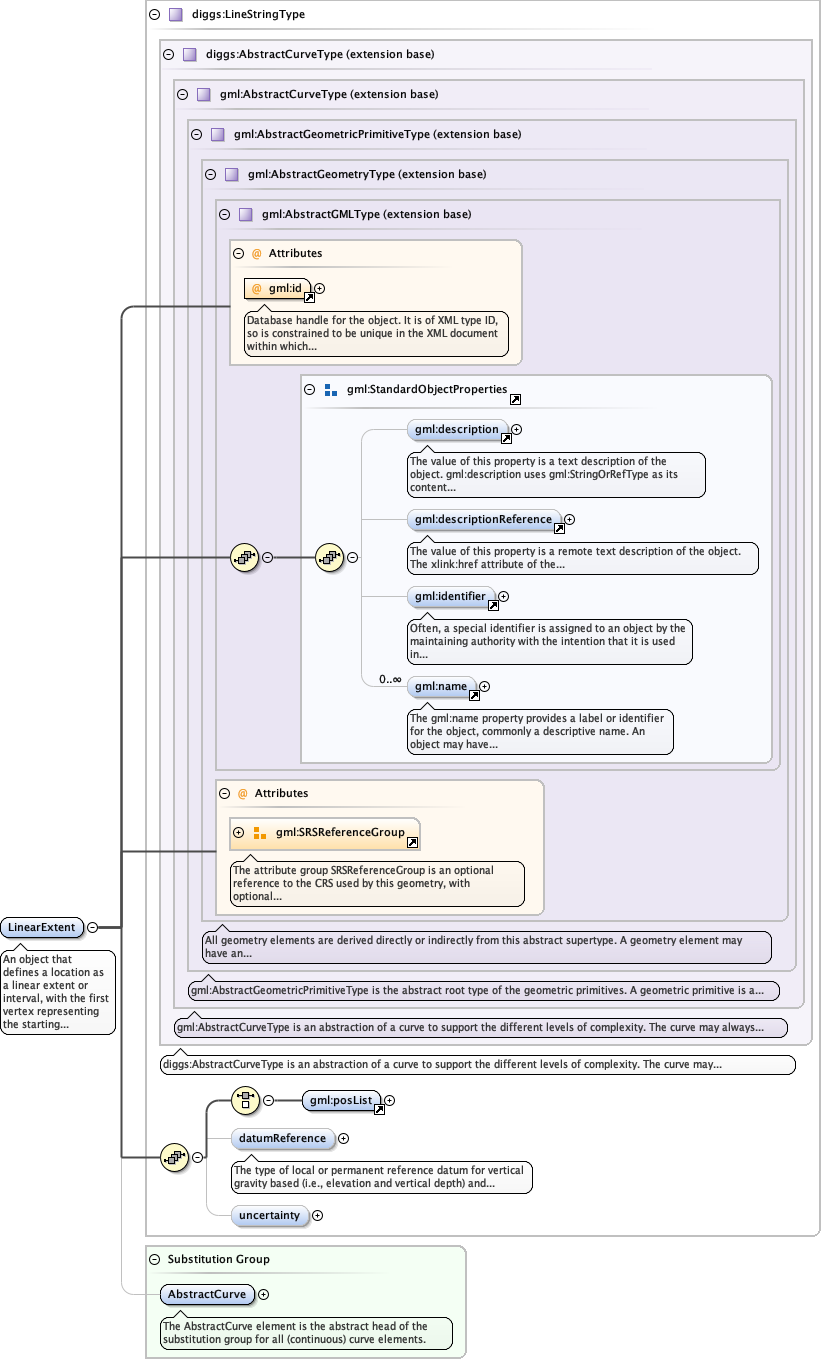 diggs:LineStringType
diggs:AbstractCurveType (extension base)
gml:AbstractCurveType (extension base)
gml:AbstractGeometricPrimitiveType (extension base)
gml:AbstractGeometryType (extension base)
gml:AbstractGMLType (extension base)
@ Attributes
@ gml:id
Database handle for the object. It is of XML type ID,
so is constrained to be unique in the XML document
within which...
gml:StandardObjectProperties
gml:description
The value of this property is a text description of the
object. gml:description uses gml:StringOrRefType as its
content...
gml:descriptionReference
The value of this property is a remote text description of the object.
The xlink:href attribute of the...
gml:identifier
Often, a special identifier is assigned to an object by the
maintaining authority with the intention that it is used
in...
0..∞
gml:name
The gml:name property provides a label or identifier
for the object, commonly a descriptive name. An
object may have...
@ Attributes
gml:SRSReferenceGroup
The attribute group SRSReferenceGroup is an optional
reference to the CRS used by this geometry, with
optional...
LinearExtent
An object that
defines a location as
a linear extent or
interval, with the first
vertex representing
the starting...
All geometry elements are derived directly or indirectly from this abstract supertype. A geometry element may
have an...
gml:AbstractGeometricPrimitiveType is the abstract root type of the geometric primitives. A geometric primitive is a...
gml:AbstractCurveType is an abstraction of a curve to support the different levels of complexity. The curve may always...
diggs:AbstractCurveType is an abstraction of a curve to support the different levels of complexity. The curve may...
gml:posList
datumReference
The type of local or permanent reference datum for vertical
gravity based (i.e., elevation and vertical depth) and...
uncertainty
Substitution Group
AbstractCurve
The AbstractCurve element is the abstract head of the
substitution group for all (continuous) curve elements.